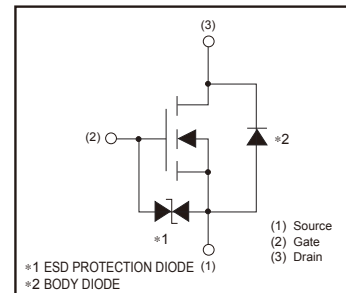 (3)
(2)
∗2
∗1
(1) Source
(2) Gate
(3) Drain
∗1 ESD PROTECTION DIODE (1)
∗2 BODY DIODE